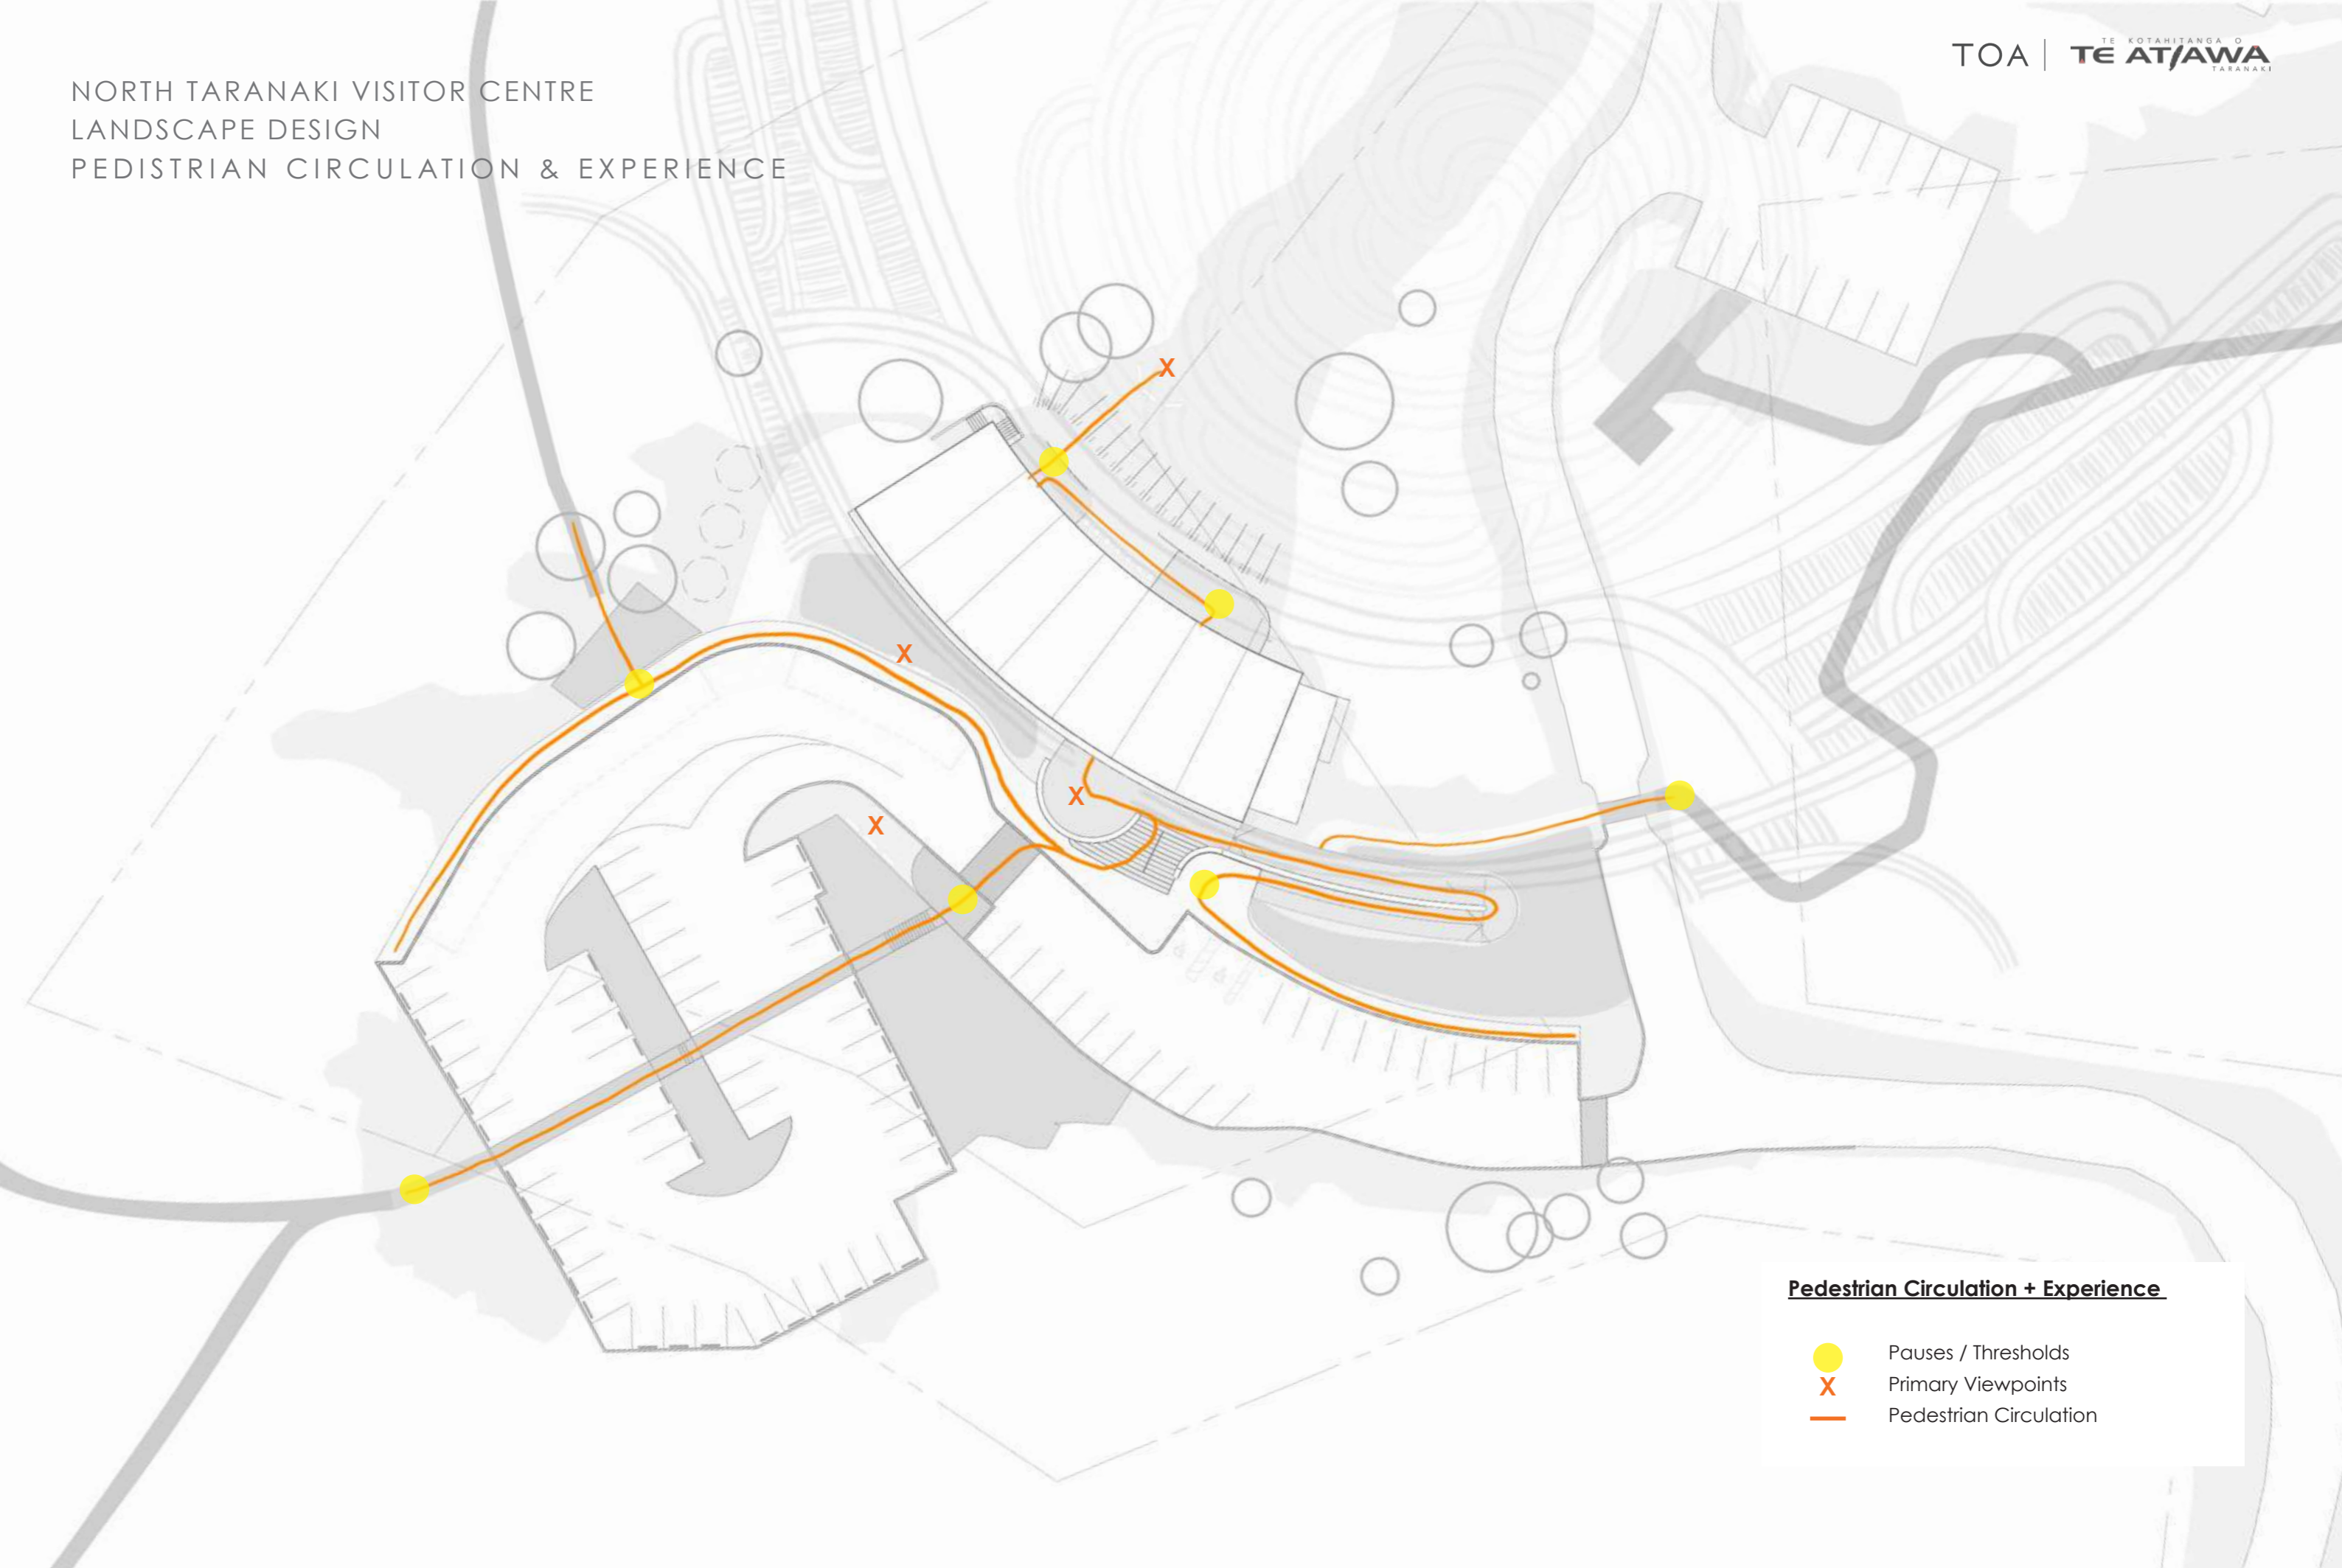 NORTH TARANAKI VISITOR CENTRE
LANDSCAPE DESIGN
PEDISTRIAN CIRCULATION & EXPERIENCE
TE KOTAHITANGA O
TOA | TE ATIAWA
TARANAKI
X
X
X
X
Pedestrian Circulation + Experience
Pauses / Thresholds
X Primary Viewpoints
Pedestrian Circulation